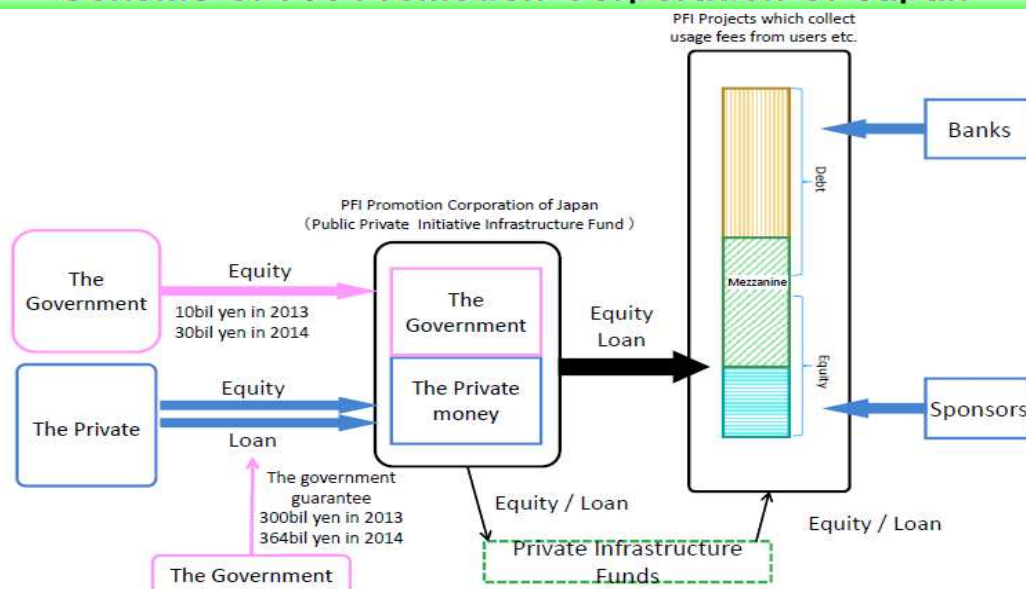 PFI Projects which collect
usage fees from users etc.
Banks
Debt
PFI Promotion Corporation of Japan
(Public Private Initiative Infrastructure Fund )
The
Government
Equity
10bil yen in 2013
30bil yen in 2014
The
Government
Mezzanine
Equity
Loan
Equity
The Private
Equity
Loan
The Private
money
Sponsors
The government
guarantee
300bil yen in 2013
364bil yen in 2014
Equity / Loan
Equity / Loan
Private Infrastructure
Funds
The Government